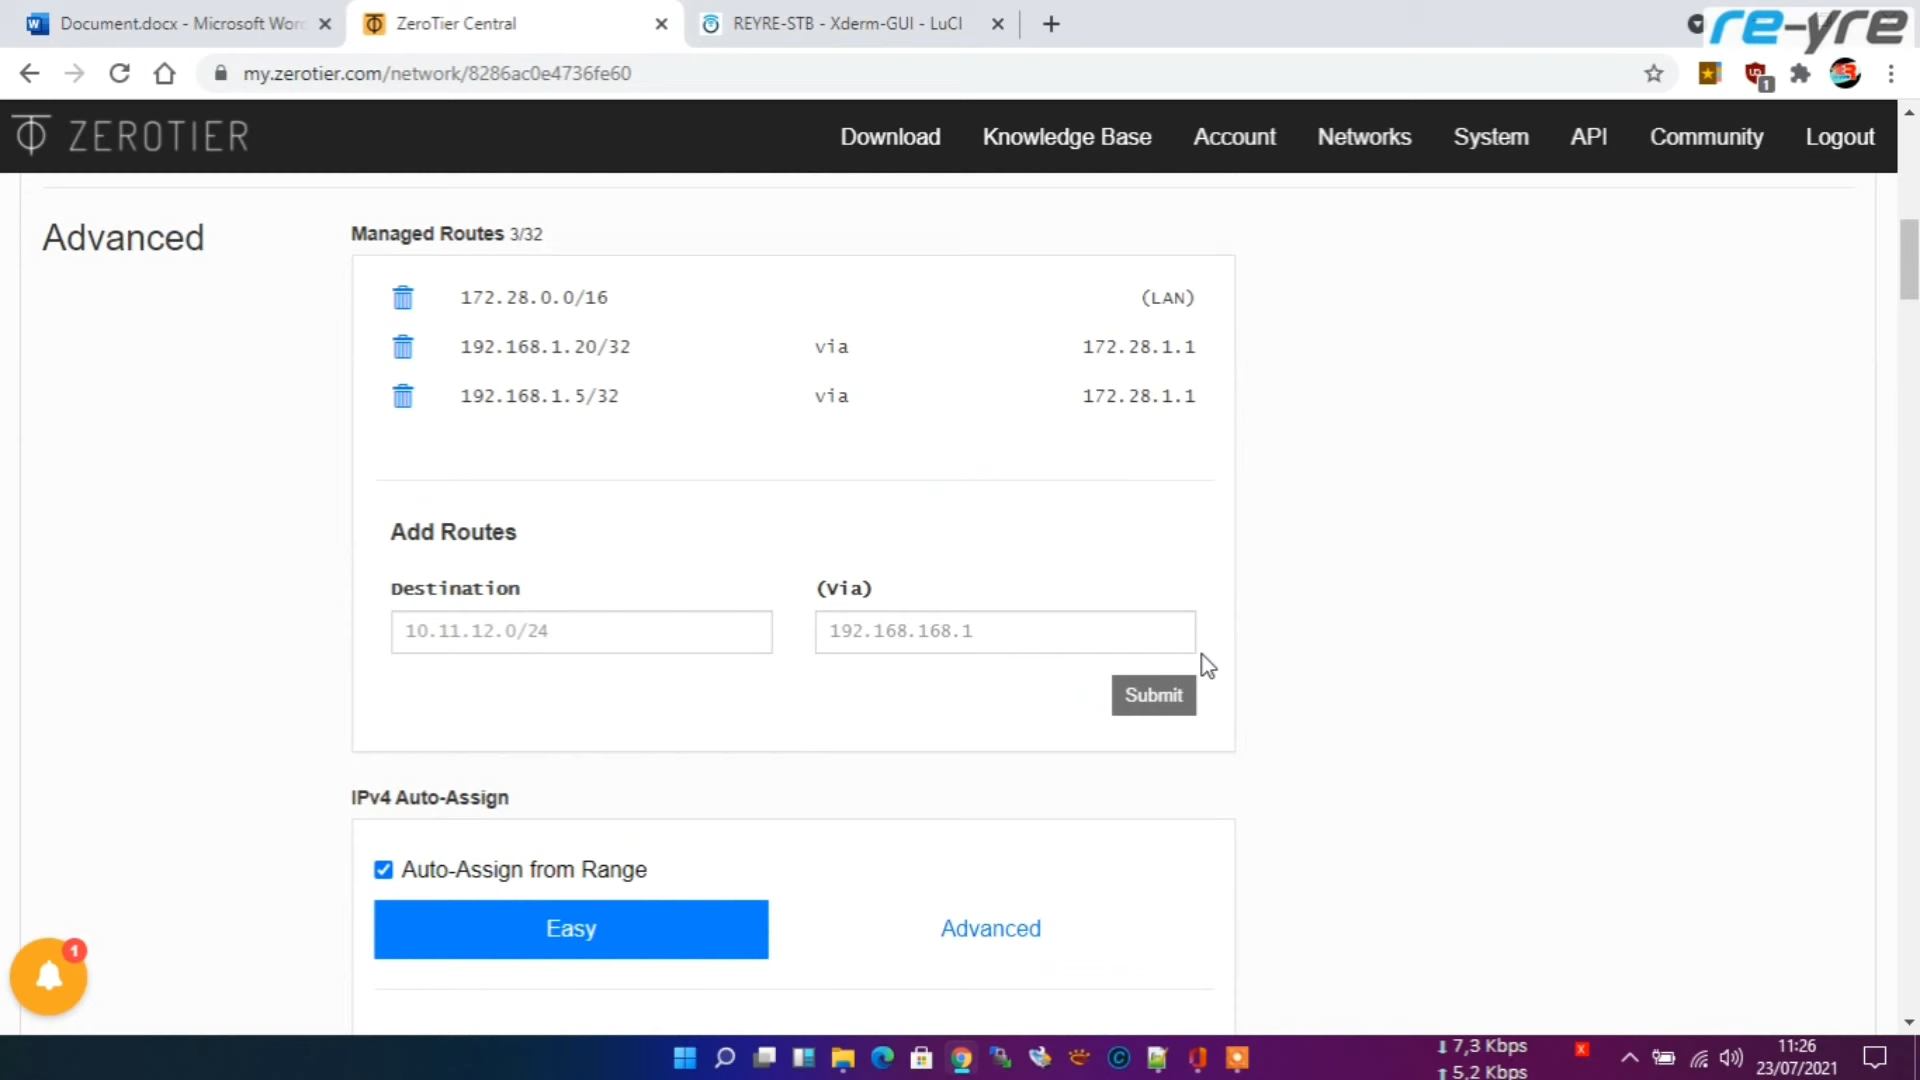 Document.docx - Microsoft Word
ZeroTier Central
REYRE-STB - Xderm-GUI - LuCI
re-yre
my.zerotier.com/network/8286ac0e4736fe60
1
ZEROTIER
Download
Knowledge Base
Account
Networks
System
API
Community
Logout
Advanced
Managed Routes 3/32
172.28.0.0/16 (LAN)
192.168.1.20/32 via 172.28.1.1
192.168.1.5/32 via 172.28.1.1
Add Routes
Destination (Via)
10.11.12.0/24 192.168.168.1
Submit
IPv4 Auto-Assign
Auto-Assign from Range
Easy Advanced
1
7,3 Kbps
5,2 Kbps
11:26
23/07/2021